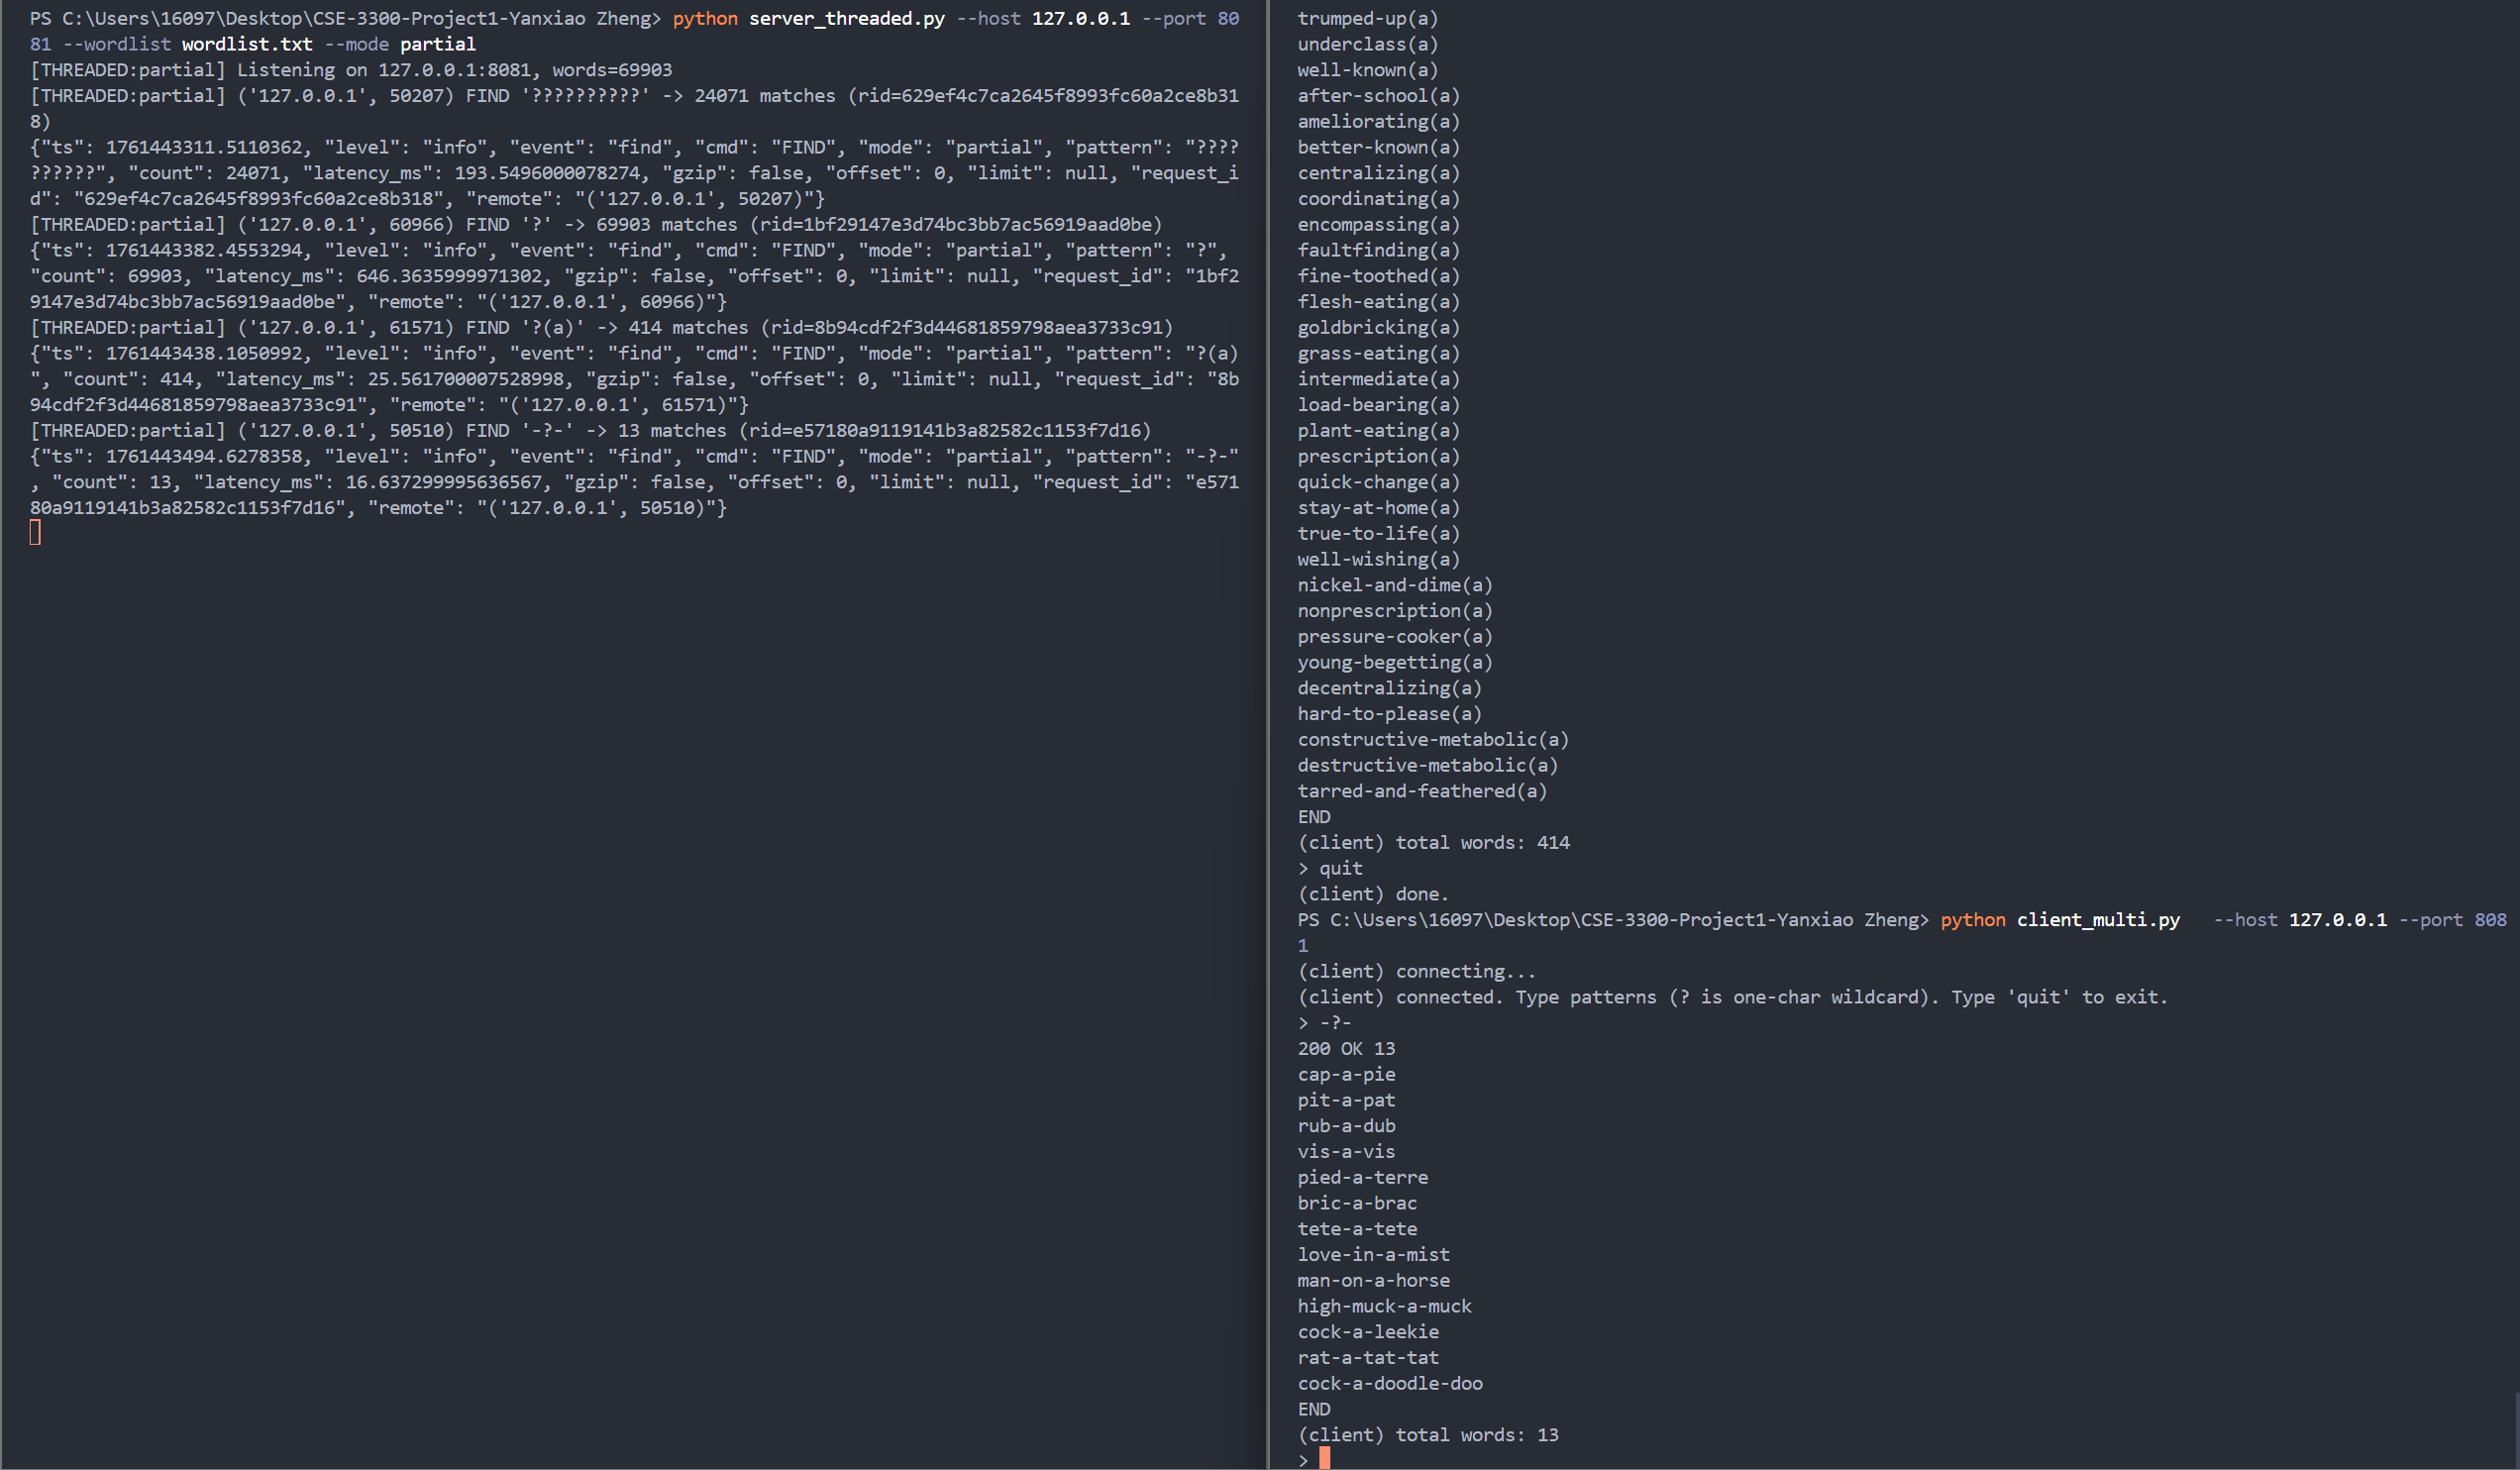 PS C:\Users\16097\Desktop\CSE-3300-Project1-Yanxiao Zheng> python server_threaded.py --host 127.0.0.1 --port 80
81 --wordlist wordlist.txt --mode partial
[THREADED:partial] Listening on 127.0.0.1:8081, words=69903
[THREADED:partial] ('127.0.0.1', 50207) FIND '??????????' -> 24071 matches (rid=629ef4c7ca2645f8993fc60a2ce8b31
8)
{"ts": 1761443311.5110362, "level": "info", "event": "find", "cmd": "FIND", "mode": "partial", "pattern": "????
??????", "count": 24071, "latency_ms": 193.5496000078274, "gzip": false, "offset": 0, "limit": null, "request_i
d": "629ef4c7ca2645f8993fc60a2ce8b318", "remote": "('127.0.0.1', 50207)"}
[THREADED:partial] ('127.0.0.1', 60966) FIND '?' -> 69903 matches (rid=1bf29147e3d74bc3bb7ac56919aad0be)
{"ts": 1761443382.4553294, "level": "info", "event": "find", "cmd": "FIND", "mode": "partial", "pattern": "?",
"count": 69903, "latency_ms": 646.3635999971302, "gzip": false, "offset": 0, "limit": null, "request_id": "1bf2
9147e3d74bc3bb7ac56919aad0be", "remote": "('127.0.0.1', 60966)"}
[THREADED:partial] ('127.0.0.1', 61571) FIND '?(a)' -> 414 matches (rid=8b94cdf2f3d44681859798aea3733c91)
{"ts": 1761443438.1050992, "level": "info", "event": "find", "cmd": "FIND", "mode": "partial", "pattern": "?(a)
", "count": 414, "latency_ms": 25.561700007528998, "gzip": false, "offset": 0, "limit": null, "request_id": "8b
94cdf2f3d44681859798aea3733c91", "remote": "('127.0.0.1', 61571)"}
[THREADED:partial] ('127.0.0.1', 50510) FIND '-?-' -> 13 matches (rid=e57180a9119141b3a82582c1153f7d16)
{"ts": 1761443494.6278358, "level": "info", "event": "find", "cmd": "FIND", "mode": "partial", "pattern": "-?-"
, "count": 13, "latency_ms": 16.637299995636567, "gzip": false, "offset": 0, "limit": null, "request_id": "e571
80a9119141b3a82582c1153f7d16", "remote": "('127.0.0.1', 50510)"}
trumped-up(a)
underclass(a)
well-known(a)
after-school(a)
ameliorating(a)
better-known(a)
centralizing(a)
coordinating(a)
encompassing(a)
faultfinding(a)
fine-toothed(a)
flesh-eating(a)
goldbricking(a)
grass-eating(a)
intermediate(a)
load-bearing(a)
plant-eating(a)
prescription(a)
quick-change(a)
stay-at-home(a)
true-to-life(a)
well-wishing(a)
nickel-and-dime(a)
nonprescription(a)
pressure-cooker(a)
young-begetting(a)
decentralizing(a)
hard-to-please(a)
constructive-metabolic(a)
destructive-metabolic(a)
tarred-and-feathered(a)
END
(client) total words: 414
> quit
(client) done.
PS C:\Users\16097\Desktop\CSE-3300-Project1-Yanxiao Zheng> python client_multi.py   --host 127.0.0.1 --port 808
1
(client) connecting...
(client) connected. Type patterns (? is one-char wildcard). Type 'quit' to exit.
> -?-
200 OK 13
cap-a-pie
pit-a-pat
rub-a-dub
vis-a-vis
pied-a-terre
bric-a-brac
tete-a-tete
love-in-a-mist
man-on-a-horse
high-muck-a-muck
cock-a-leekie
rat-a-tat-tat
cock-a-doodle-doo
END
(client) total words: 13
>